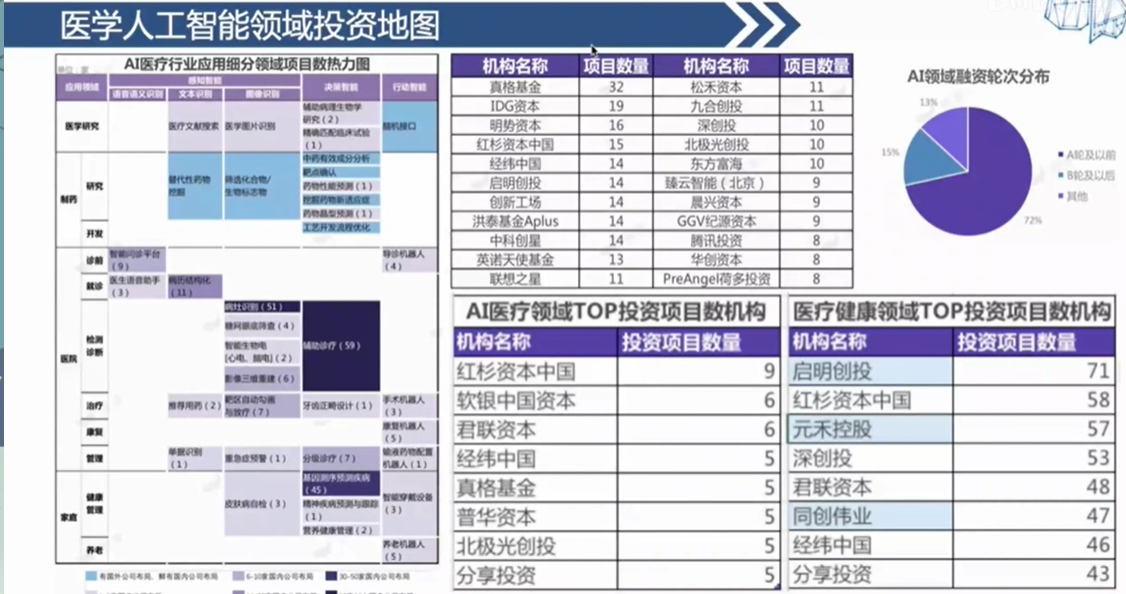 医学人工智能领域投资地图
AI医疗行业应用细分领域项目数热力图
应用领域 感知智能 决策智能 行动智能
语音语义识别 文本识别 图像识别
医学研究 医疗文献搜索 医学图片识别 辅助病理生物学研究(2) 脑机接口
精确匹配临床试验(1)
制药 研究 替代性药物挖掘 筛选化合物/生物标志物 中药有效成分分析
靶点确认
药物性能预测(1)
挖掘药物新适应症
药物晶型预测(1)
开发 工艺开发流程优化
医院 诊前 智能问诊平台(9) 导诊机器人(4)
就诊 医生语音助手(3) 病历结构化(11)
检测诊断 病灶识别(51) 辅助诊疗(59)
糖网眼底筛查(4)
智能生物电[心电、脑电](2)
影像三维重建(6)
治疗 推荐用药(2) 靶区自动勾画与放疗(7) 牙齿正畸设计(1) 手术机器人(3)
康复 康复机器人(5)
管理 单据识别(1) 重急症预警(1) 分级诊疗(7) 输液药物配置机器人(1)
家庭 健康管理 皮肤病自检(3) 基因测序预测疾病(45) 智能穿戴设备(3)
精神疾病预测与跟踪(1)
营养健康管理(2)
养老 养老机器人(5)
有国外公司布局,鲜有国内公司布局 6-10家国内公司布局 30-50家国内公司布局
机构名称 项目数量 机构名称 项目数量
真格基金 32 松禾资本 11
IDG资本 19 九合创投 11
明势资本 16 深创投 10
红杉资本中国 15 北极光创投 10
经纬中国 14 东方富海 10
启明创投 14 臻云智能(北京) 9
创新工场 14 晨兴资本 9
洪泰基金Aplus 14 GGV纪源资本 9
中科创星 14 腾讯投资 8
英诺天使基金 13 华创资本 8
联想之星 11 PreAngel荷多投资 8
AI领域融资轮次分布
13%
15%
72%
A轮及以前
B轮及以后
其他
AI医疗领域TOP投资项目数机构
机构名称 投资项目数量
红杉资本中国 9
软银中国资本 6
君联资本 6
经纬中国 5
真格基金 5
普华资本 5
北极光创投 5
分享投资 5
医疗健康领域TOP投资项目数机构
机构名称 投资项目数量
启明创投 71
红杉资本中国 58
元禾控股 57
深创投 53
君联资本 48
同创伟业 47
经纬中国 46
分享投资 43